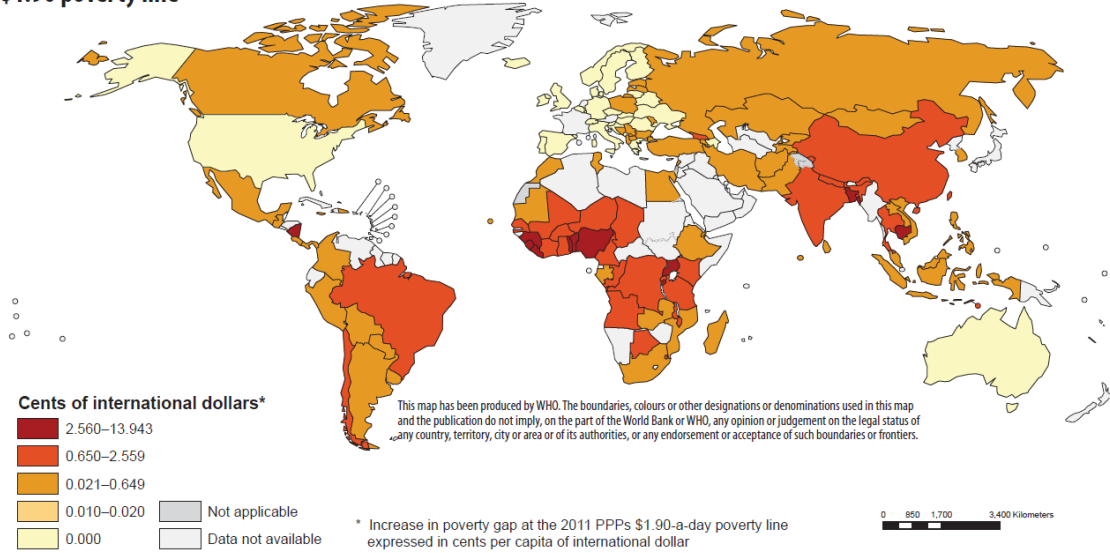 $1.90 poverty line
Cents of international dollars*
2.560–13.943
0.650–2.559
0.021–0.649
0.010–0.020
0.000
Not applicable
Data not available
This map has been produced by WHO. The boundaries, colours or other designations or denominations used in this map
and the publication do not imply, on the part of the World Bank or WHO, any opinion or judgement on the legal status of
any country, territory, city or area or of its authorities, or any endorsement or acceptance of such boundaries or frontiers.
* Increase in poverty gap at the 2011 PPPs $1.90-a-day poverty line
expressed in cents per capita of international dollar
0 850 1,700 3,400 Kilometers